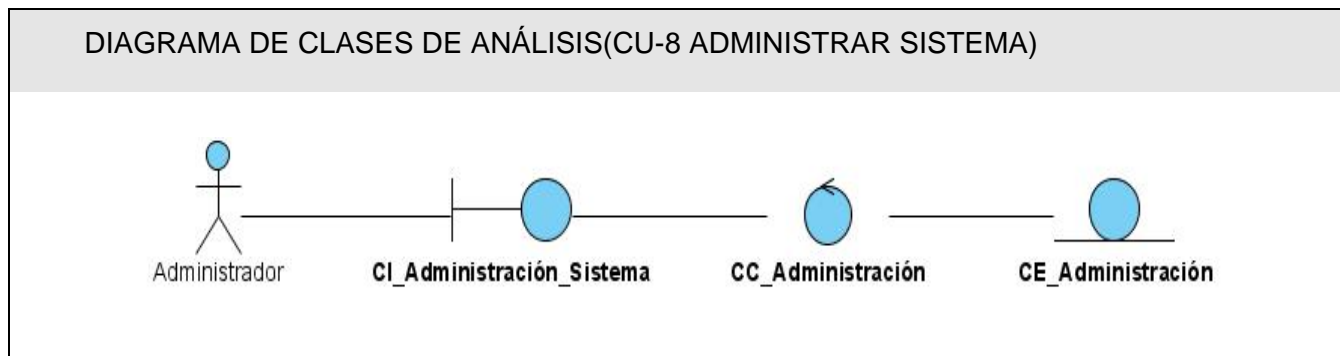 DIAGRAMA DE CLASES DE ANÁLISIS(CU-8 ADMINISTRAR SISTEMA)
Administrador
CI_Administración_Sistema
CC_Administración
CE_Administración